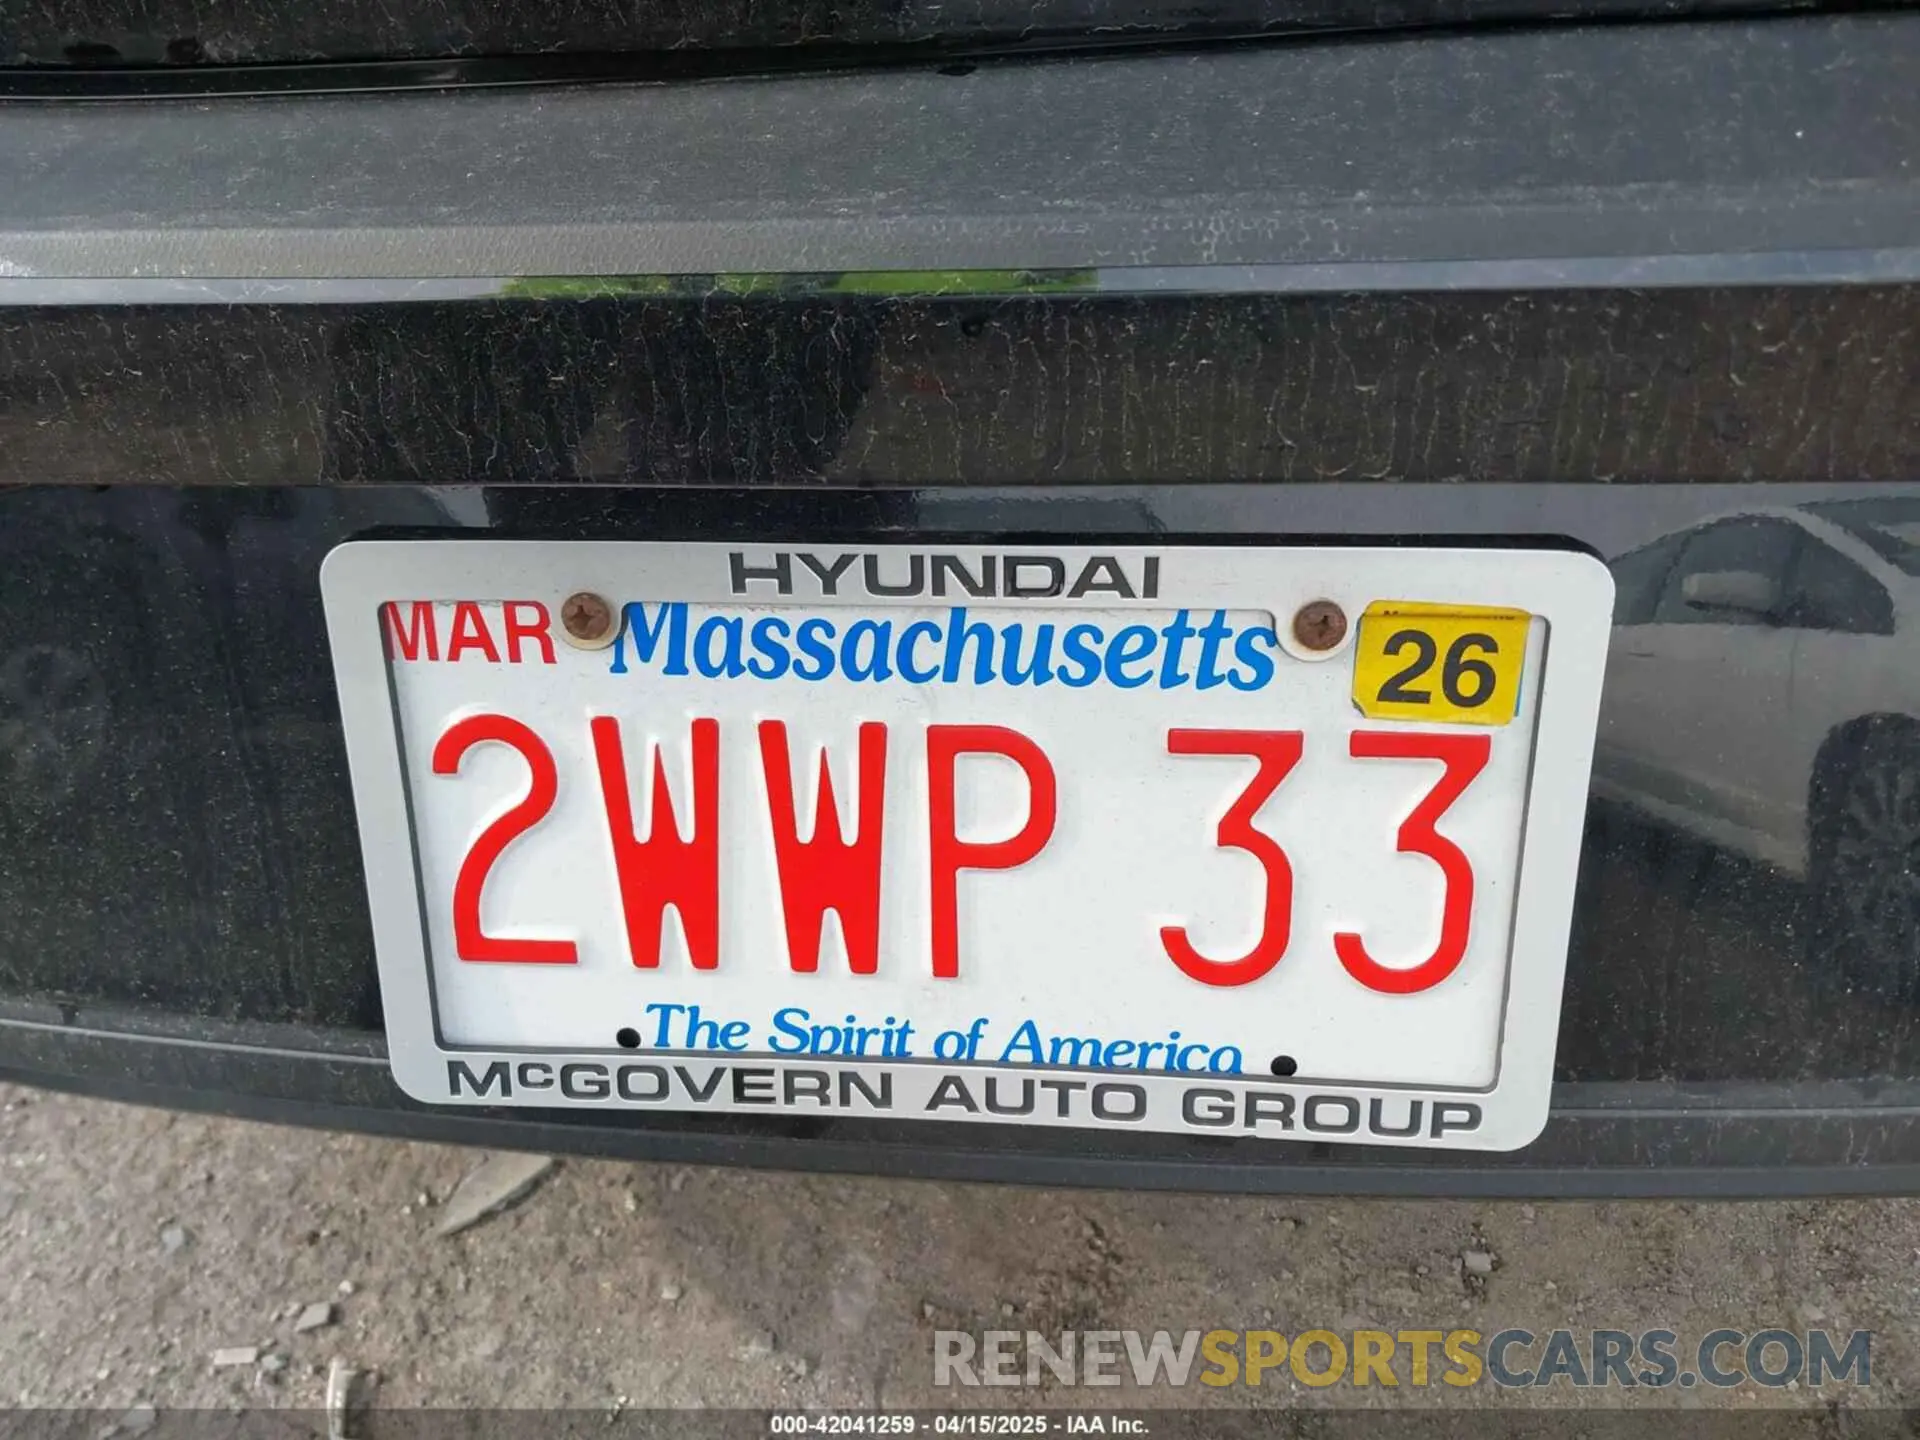 HYUNDAI
MAR Massachusetts 26
2WWP 33
The Spirit of America
McGOVERN AUTO GROUP
RENEWSPORTSCARS.COM
000-42041259 - 04/15/2025 - IAA Inc.